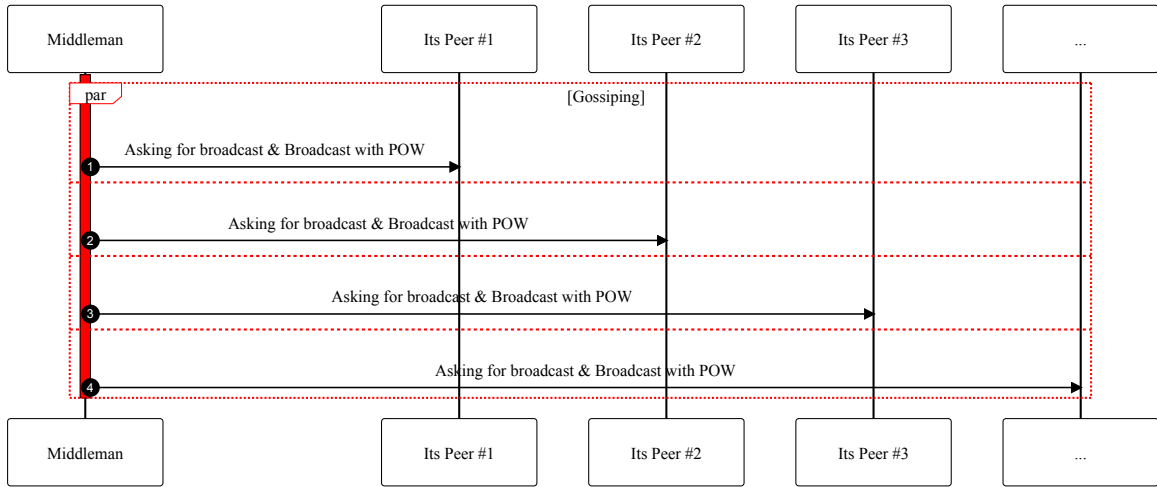 Middleman
Its Peer #1
Its Peer #2
Its Peer #3
...
par
[Gossiping]
Asking for broadcast & Broadcast with POW
1
Asking for broadcast & Broadcast with POW
2
Asking for broadcast & Broadcast with POW
3
Asking for broadcast & Broadcast with POW
4
Middleman
Its Peer #1
Its Peer #2
Its Peer #3
...